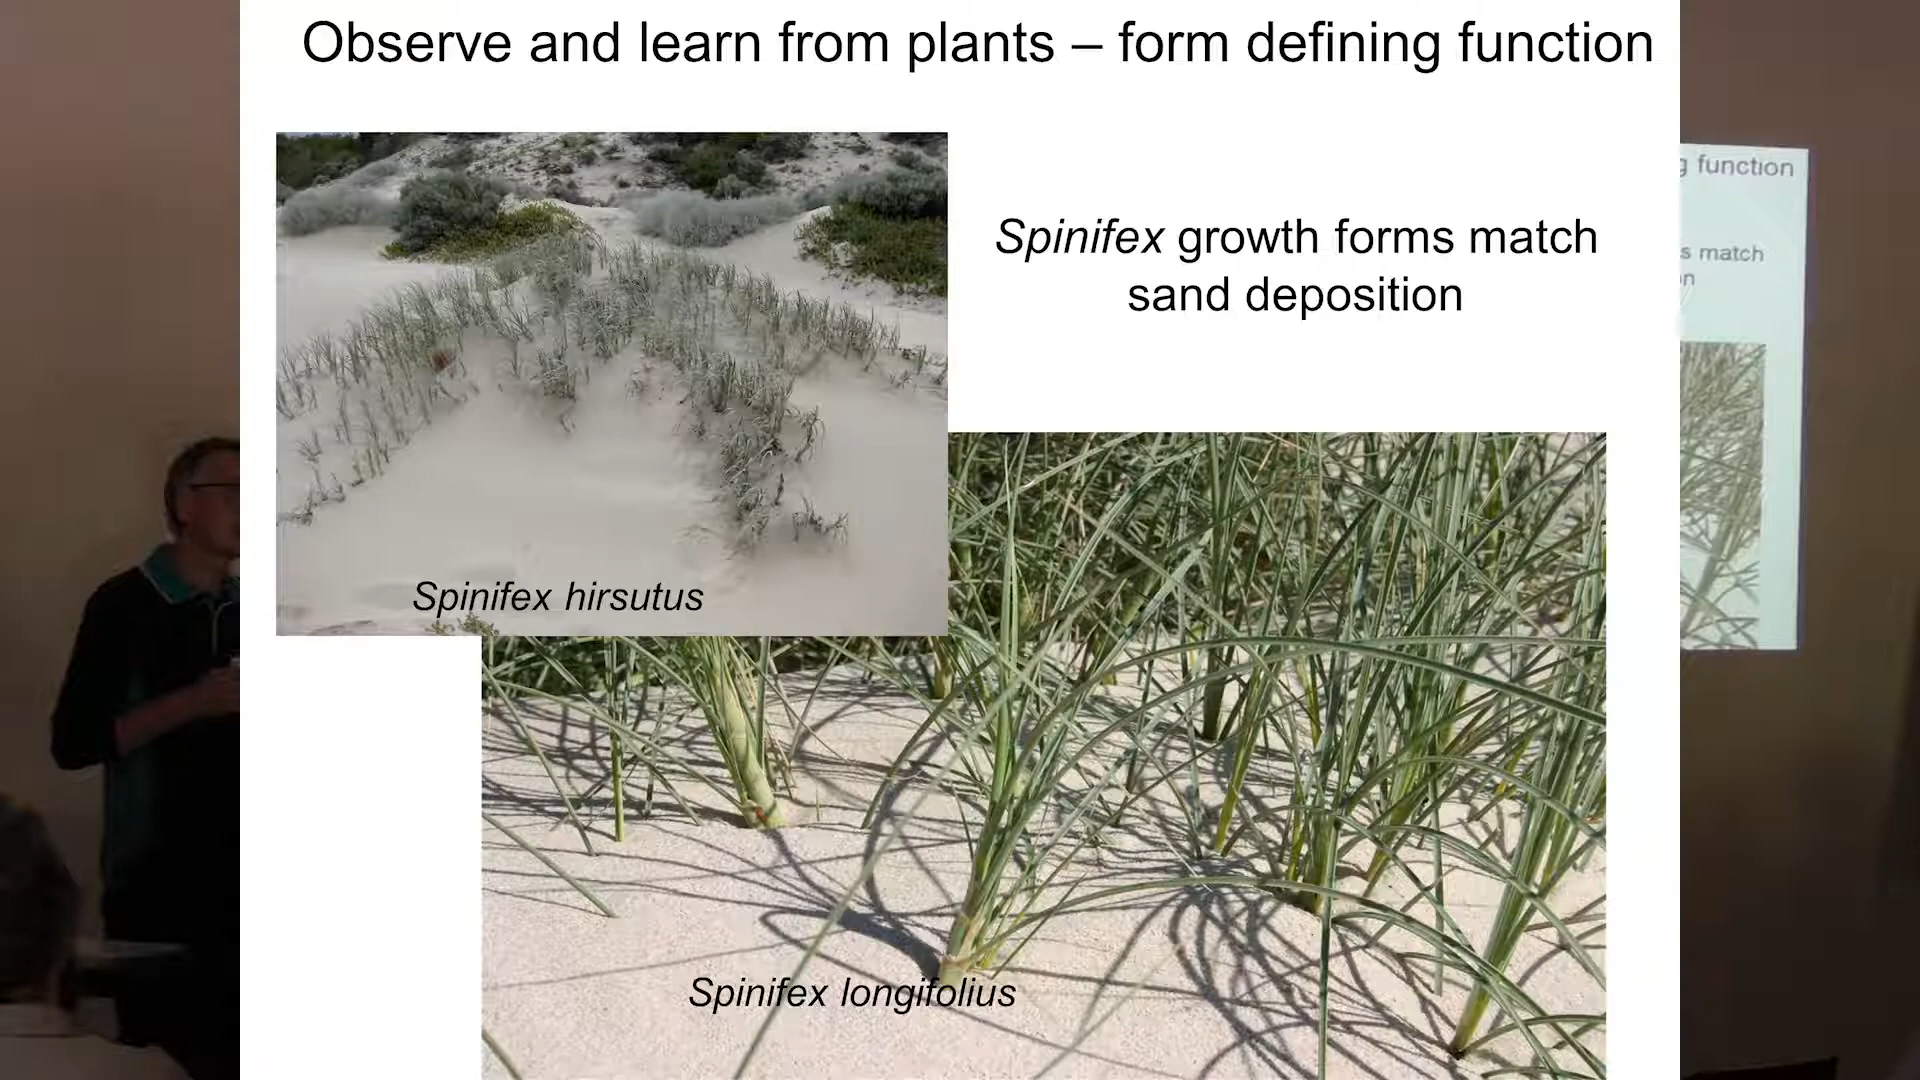 Observe and learn from plants – form defining function
Spinifex growth forms match
sand deposition
Spinifex hirsutus
Spinifex longifolius
g function
s match
n